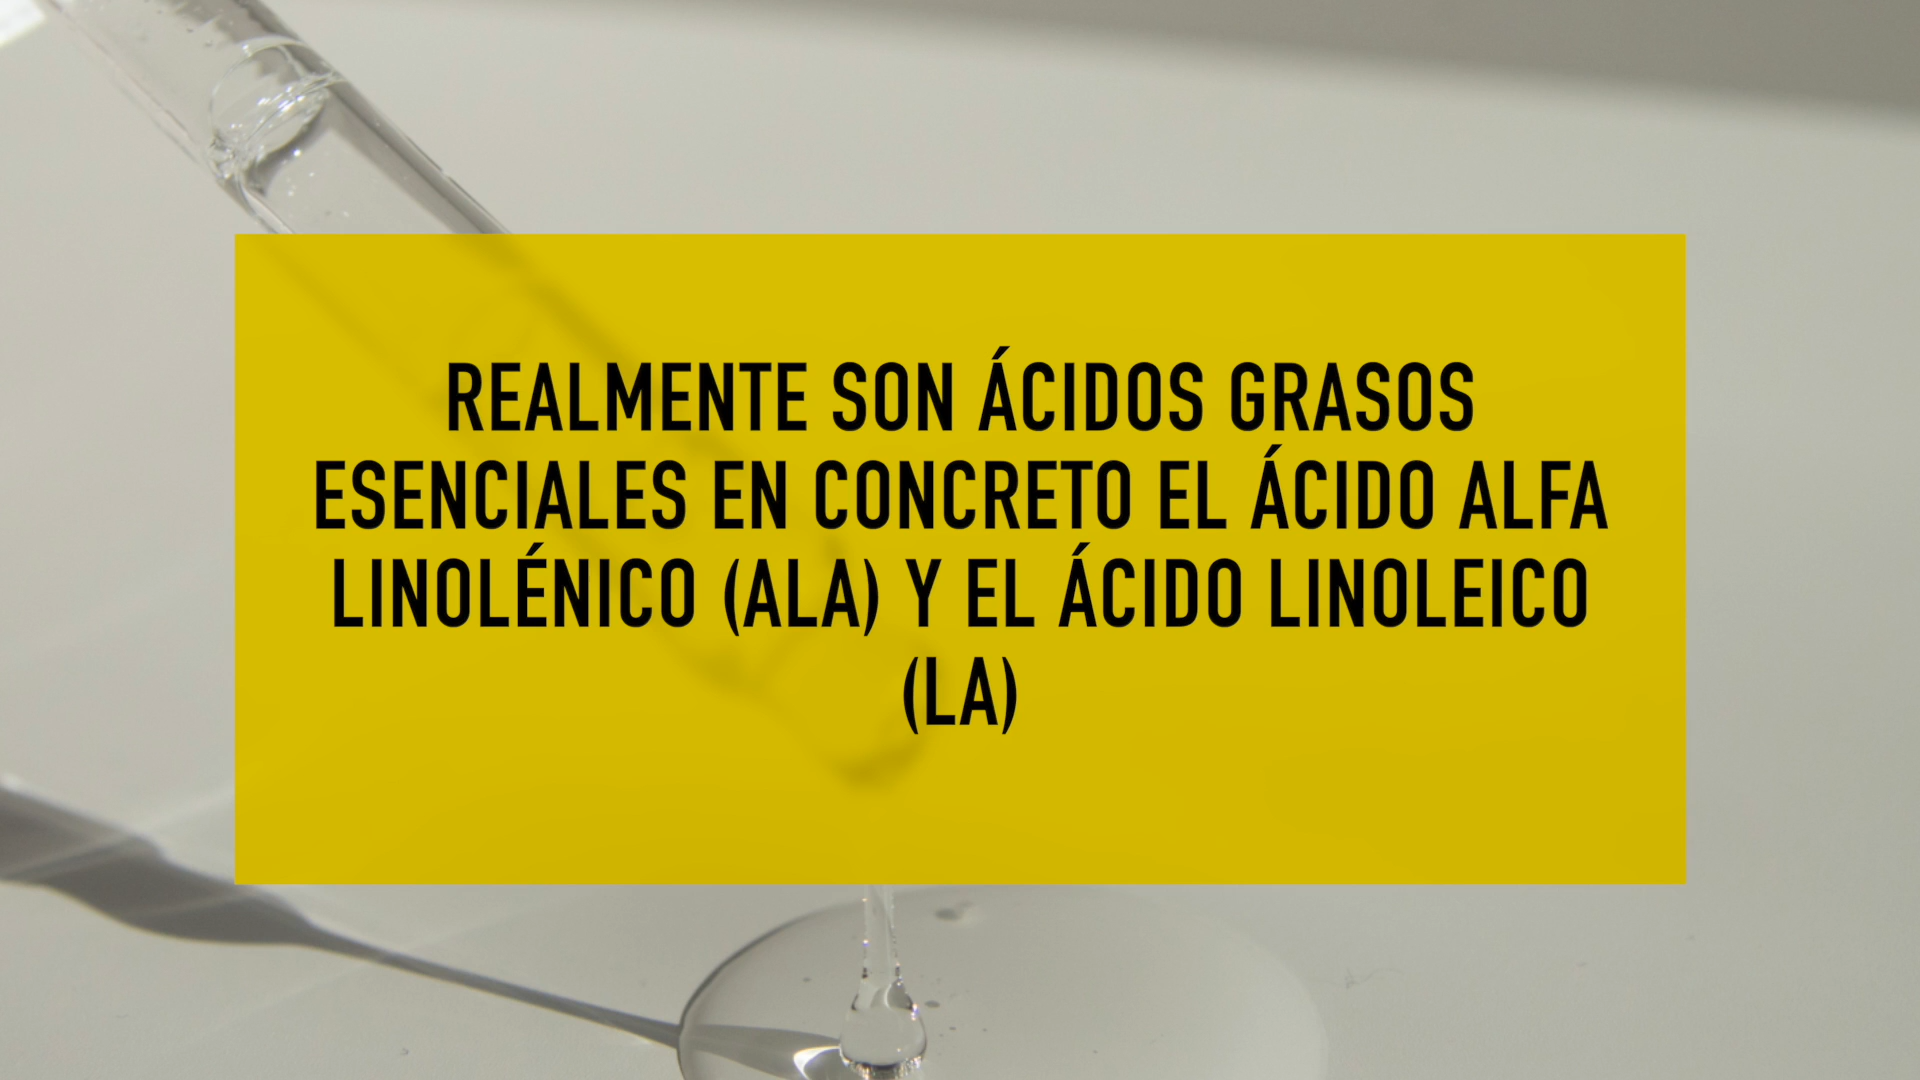 REALMENTE SON ÁCIDOS GRASOS
ESENCIALES EN CONCRETO EL ÁCIDO ALFA
LINOLÉNICO (ALA) Y EL ÁCIDO LINOLEICO
(LA)